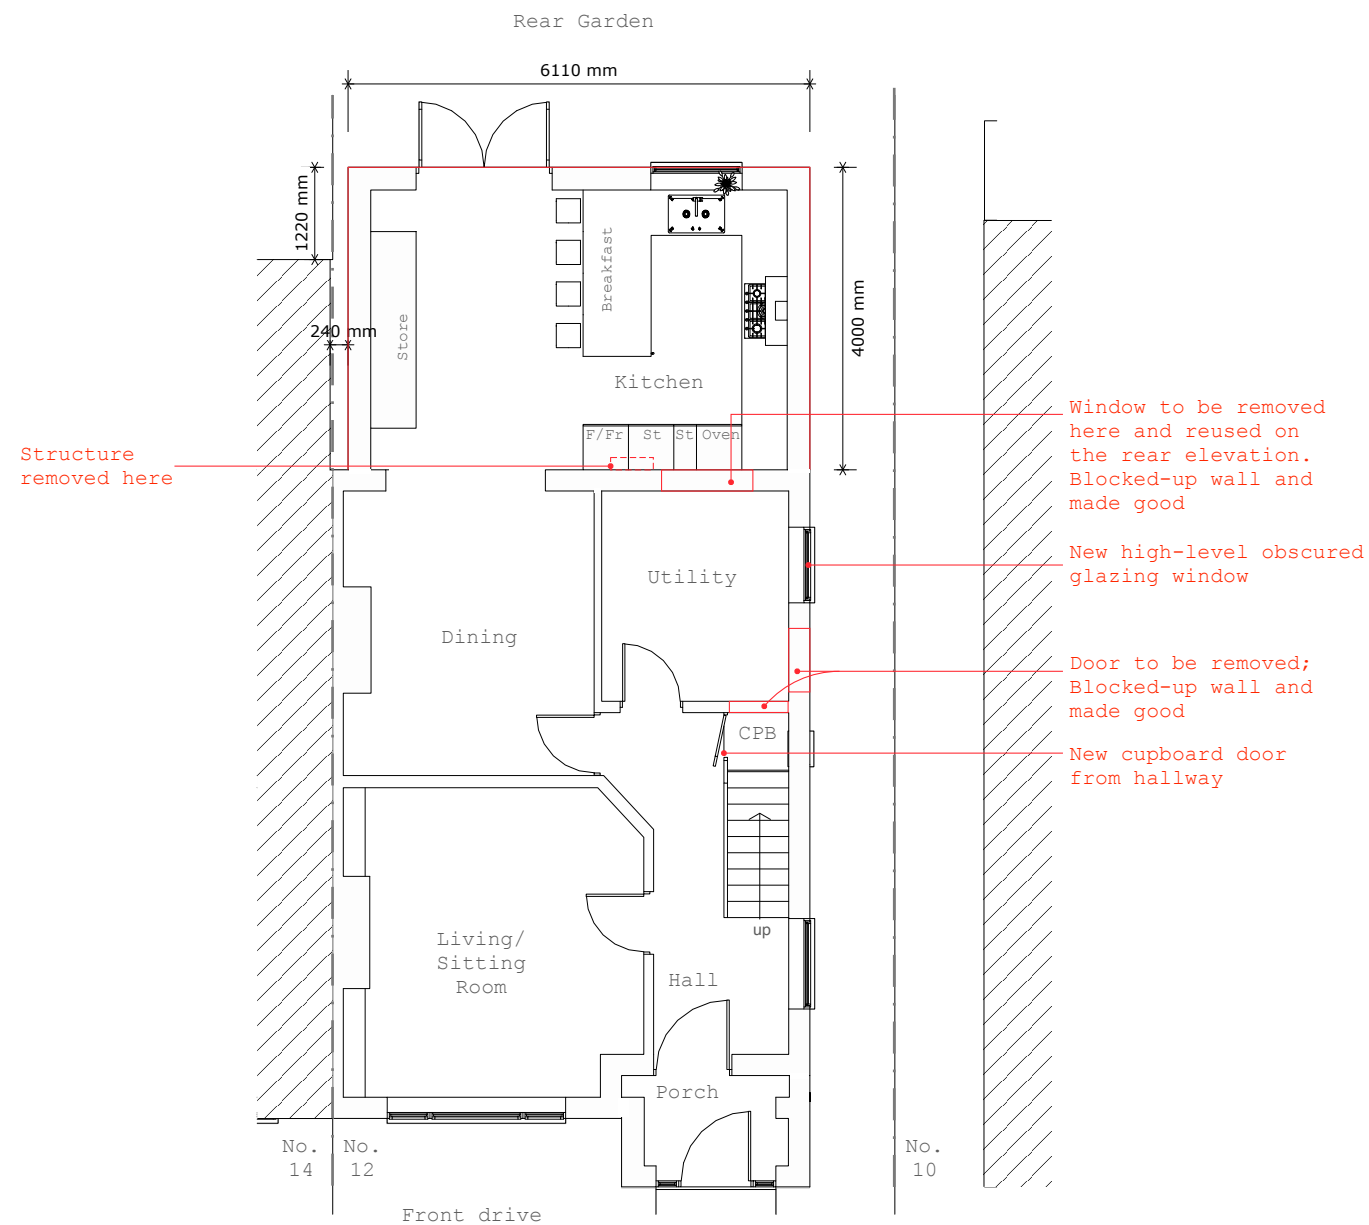 Rear Garden
6110 mm
1220 mm
Breakfast
240 mm
Store
4000 mm
Kitchen
F/Fr St St Oven
Structure
removed here
Window to be removed
here and reused on
the rear elevation.
Blocked-up wall and
made good
New high-level obscured
glazing window
Utility
Dining
Door to be removed;
Blocked-up wall and
made good
CPB
New cupboard door
from hallway
up
Living/
Sitting
Room
Hall
Porch
No.
14
No.
12
No.
10
Front drive